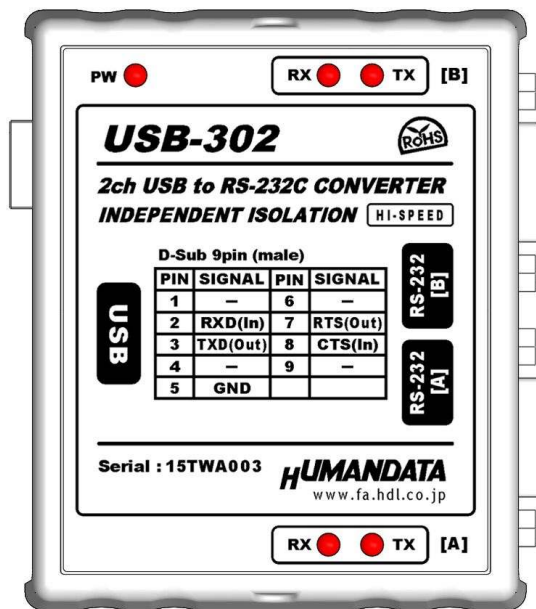 PW RX TX [B]
USB-302
RoHS
2ch USB to RS-232C CONVERTER
INDEPENDENT ISOLATION HI-SPEED
D-Sub 9pin (male)
PIN SIGNAL PIN SIGNAL
1 – 6 –
2 RXD(In) 7 RTS(Out)
3 TXD(Out) 8 CTS(In)
4 – 9 –
5 GND
USB
RS-232 [B]
RS-232 [A]
Serial : 15TWA003
HUMANDATA
www.fa.hdl.co.jp
RX TX [A]